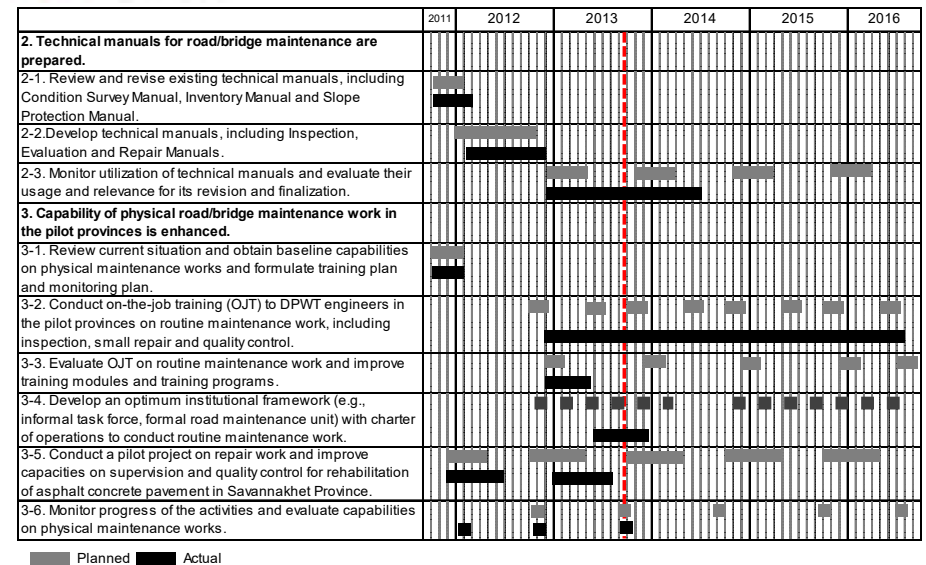 2011 2012 2013 2014 2015 2016
2. Technical manuals for road/bridge maintenance are
prepared.
2-1. Review and revise existing technical manuals, including
Condition Survey Manual, Inventory Manual and Slope
Protection Manual.
2-2.Develop technical manuals, including Inspection,
Evaluation and Repair Manuals.
2-3. Monitor utilization of technical manuals and evaluate their
usage and relevance for its revision and finalization.
3. Capability of physical road/bridge maintenance work in
the pilot provinces is enhanced.
3-1. Review current situation and obtain baseline capabilities
on physical maintenance works and formulate training plan
and monitoring plan.
3-2. Conduct on-the-job training (OJT) to DPWT engineers in
the pilot provinces on routine maintenance work, including
inspection, small repair and quality control.
3-3. Evaluate OJT on routine maintenance work and improve
training modules and training programs.
3-4. Develop an optimum institutional framework (e.g.,
informal task force, formal road maintenance unit) with charter
of operations to conduct routine maintenance work.
3-5. Conduct a pilot project on repair work and improve
capacities on supervision and quality control for rehabilitation
of asphalt concrete pavement in Savannakhet Province.
3-6. Monitor progress of the activities and evaluate capabilities
on physical maintenance works.
Planned Actual